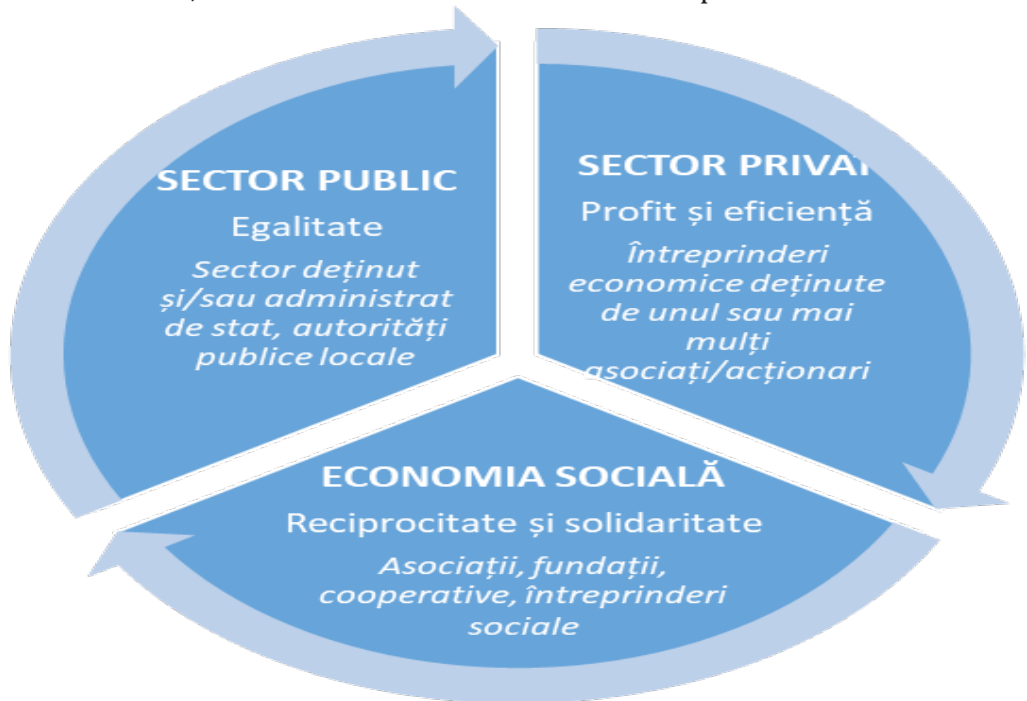 SECTOR PUBLIC
Egalitate
Sector deținut
și/sau administrat
de stat, autorități
publice locale
SECTOR PRIVAT
Profit și eficiență
Întreprinderi
economice deținute
de unul sau mai
mulți
asociați/acționari
ECONOMIA SOCIALĂ
Reciprocitate și solidaritate
Asociații, fundații,
cooperative, întreprinderi
sociale